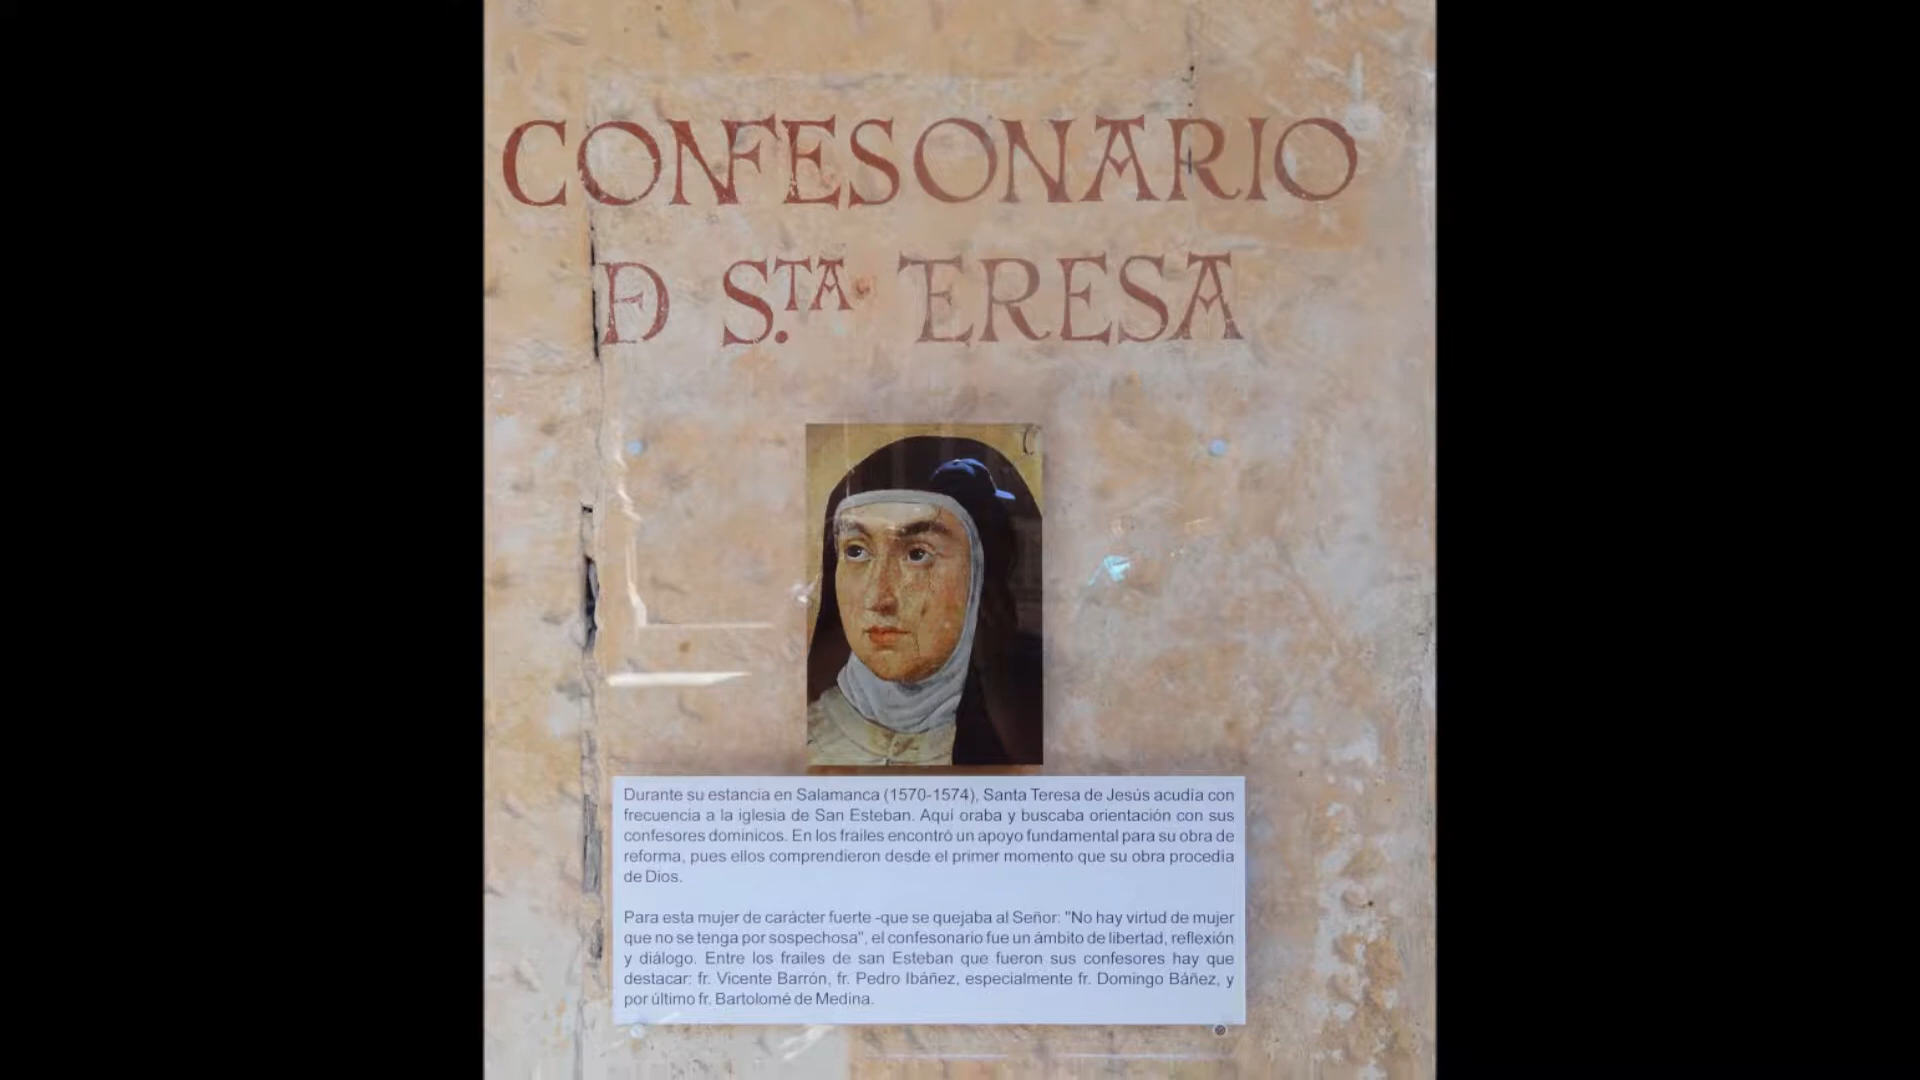 CONFESONARIO
D S.TA TERESA
Durante su estancia en Salamanca (1570-1574), Santa Teresa de Jesús acudía con
frecuencia a la iglesia de San Esteban. Aquí oraba y buscaba orientación con sus
confesores domínicos. En los frailes encontró un apoyo fundamental para su obra de
reforma, pues ellos comprendieron desde el primer momento que su obra procedía
de Dios.
Para esta mujer de carácter fuerte -que se quejaba al Señor: "No hay virtud de mujer
que no se tenga por sospechosa", el confesonario fue un ámbito de libertad, reflexión
y diálogo. Entre los frailes de san Esteban que fueron sus confesores hay que
destacar: fr. Vicente Barrón, fr. Pedro Ibáñez, especialmente fr. Domingo Báñez, y
por último fr. Bartolomé de Medina.